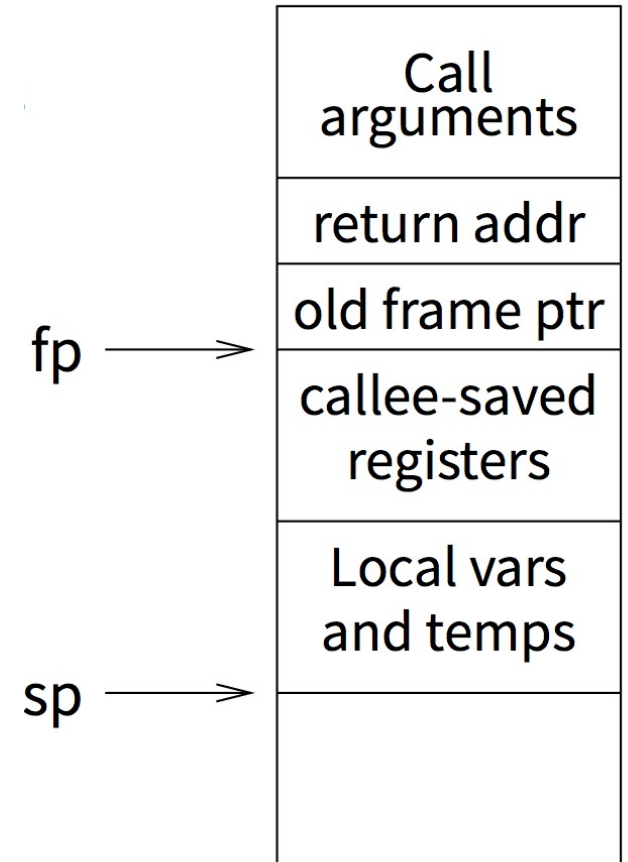 Call
arguments
return addr
old frame ptr
fp
callee-saved
registers
Local vars
and temps
sp